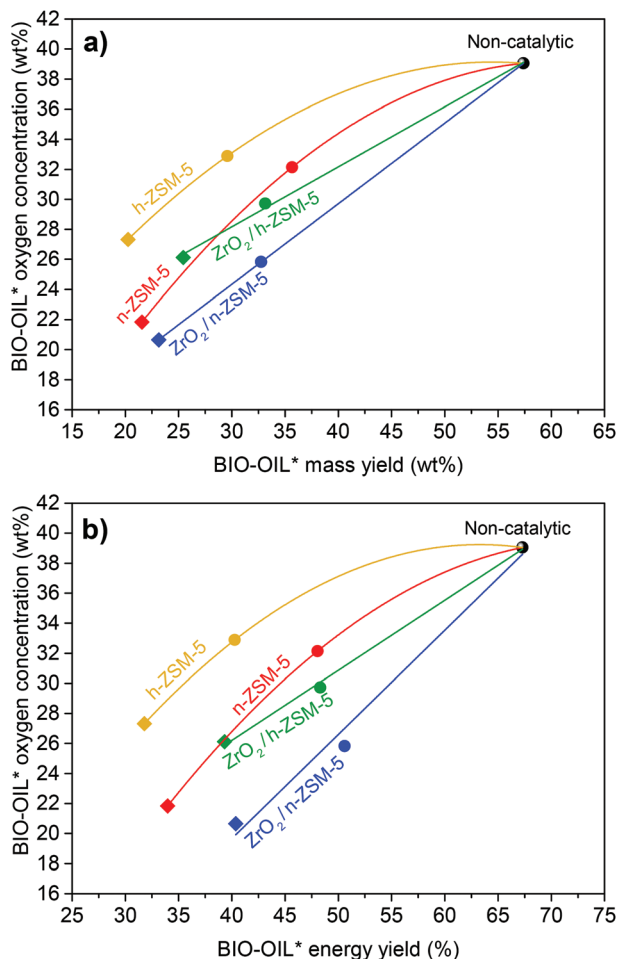 a)
Non-catalytic
h-ZSM-5
n-ZSM-5
ZrO₂/h-ZSM-5
ZrO₂/n-ZSM-5
BIO-OIL* oxygen concentration (wt%)
42
40
38
36
34
32
30
28
26
24
22
20
18
16
15 20 25 30 35 40 45 50 55 60 65
BIO-OIL* mass yield (wt%)
b)
Non-catalytic
h-ZSM-5
n-ZSM-5
ZrO₂/h-ZSM-5
ZrO₂/n-ZSM-5
BIO-OIL* oxygen concentration (wt%)
42
40
38
36
34
32
30
28
26
24
22
20
18
16
25 30 35 40 45 50 55 60 65 70 75
BIO-OIL* energy yield (%)